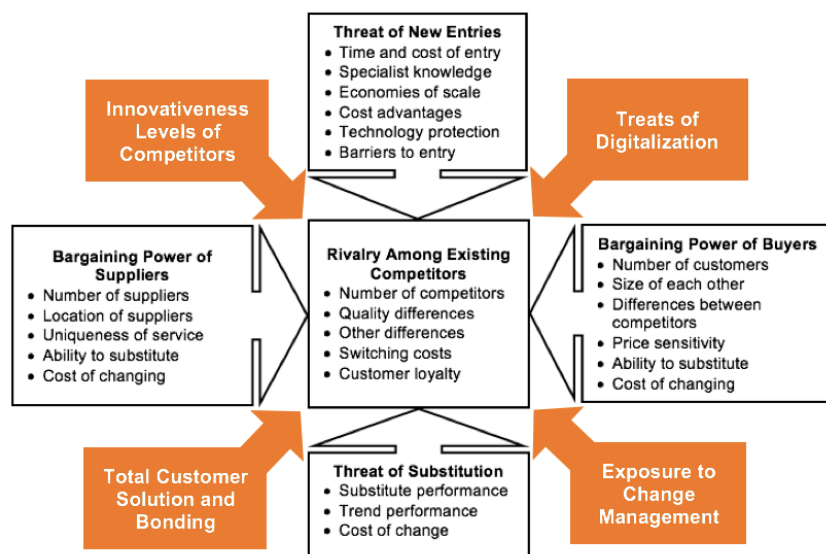 Threat of New Entries
• Time and cost of entry
• Specialist knowledge
• Economies of scale
• Cost advantages
• Technology protection
• Barriers to entry
Innovativeness
Levels of
Competitors
Treats of
Digitalization
Bargaining Power of
Suppliers
• Number of suppliers
• Location of suppliers
• Uniqueness of service
• Ability to substitute
• Cost of changing
Rivalry Among Existing
Competitors
• Number of competitors
• Quality differences
• Other differences
• Switching costs
• Customer loyalty
Bargaining Power of Buyers
• Number of customers
• Size of each other
• Differences between
competitors
• Price sensitivity
• Ability to substitute
• Cost of changing
Total Customer
Solution and
Bonding
Threat of Substitution
• Substitute performance
• Trend performance
• Cost of change
Exposure to
Change
Management